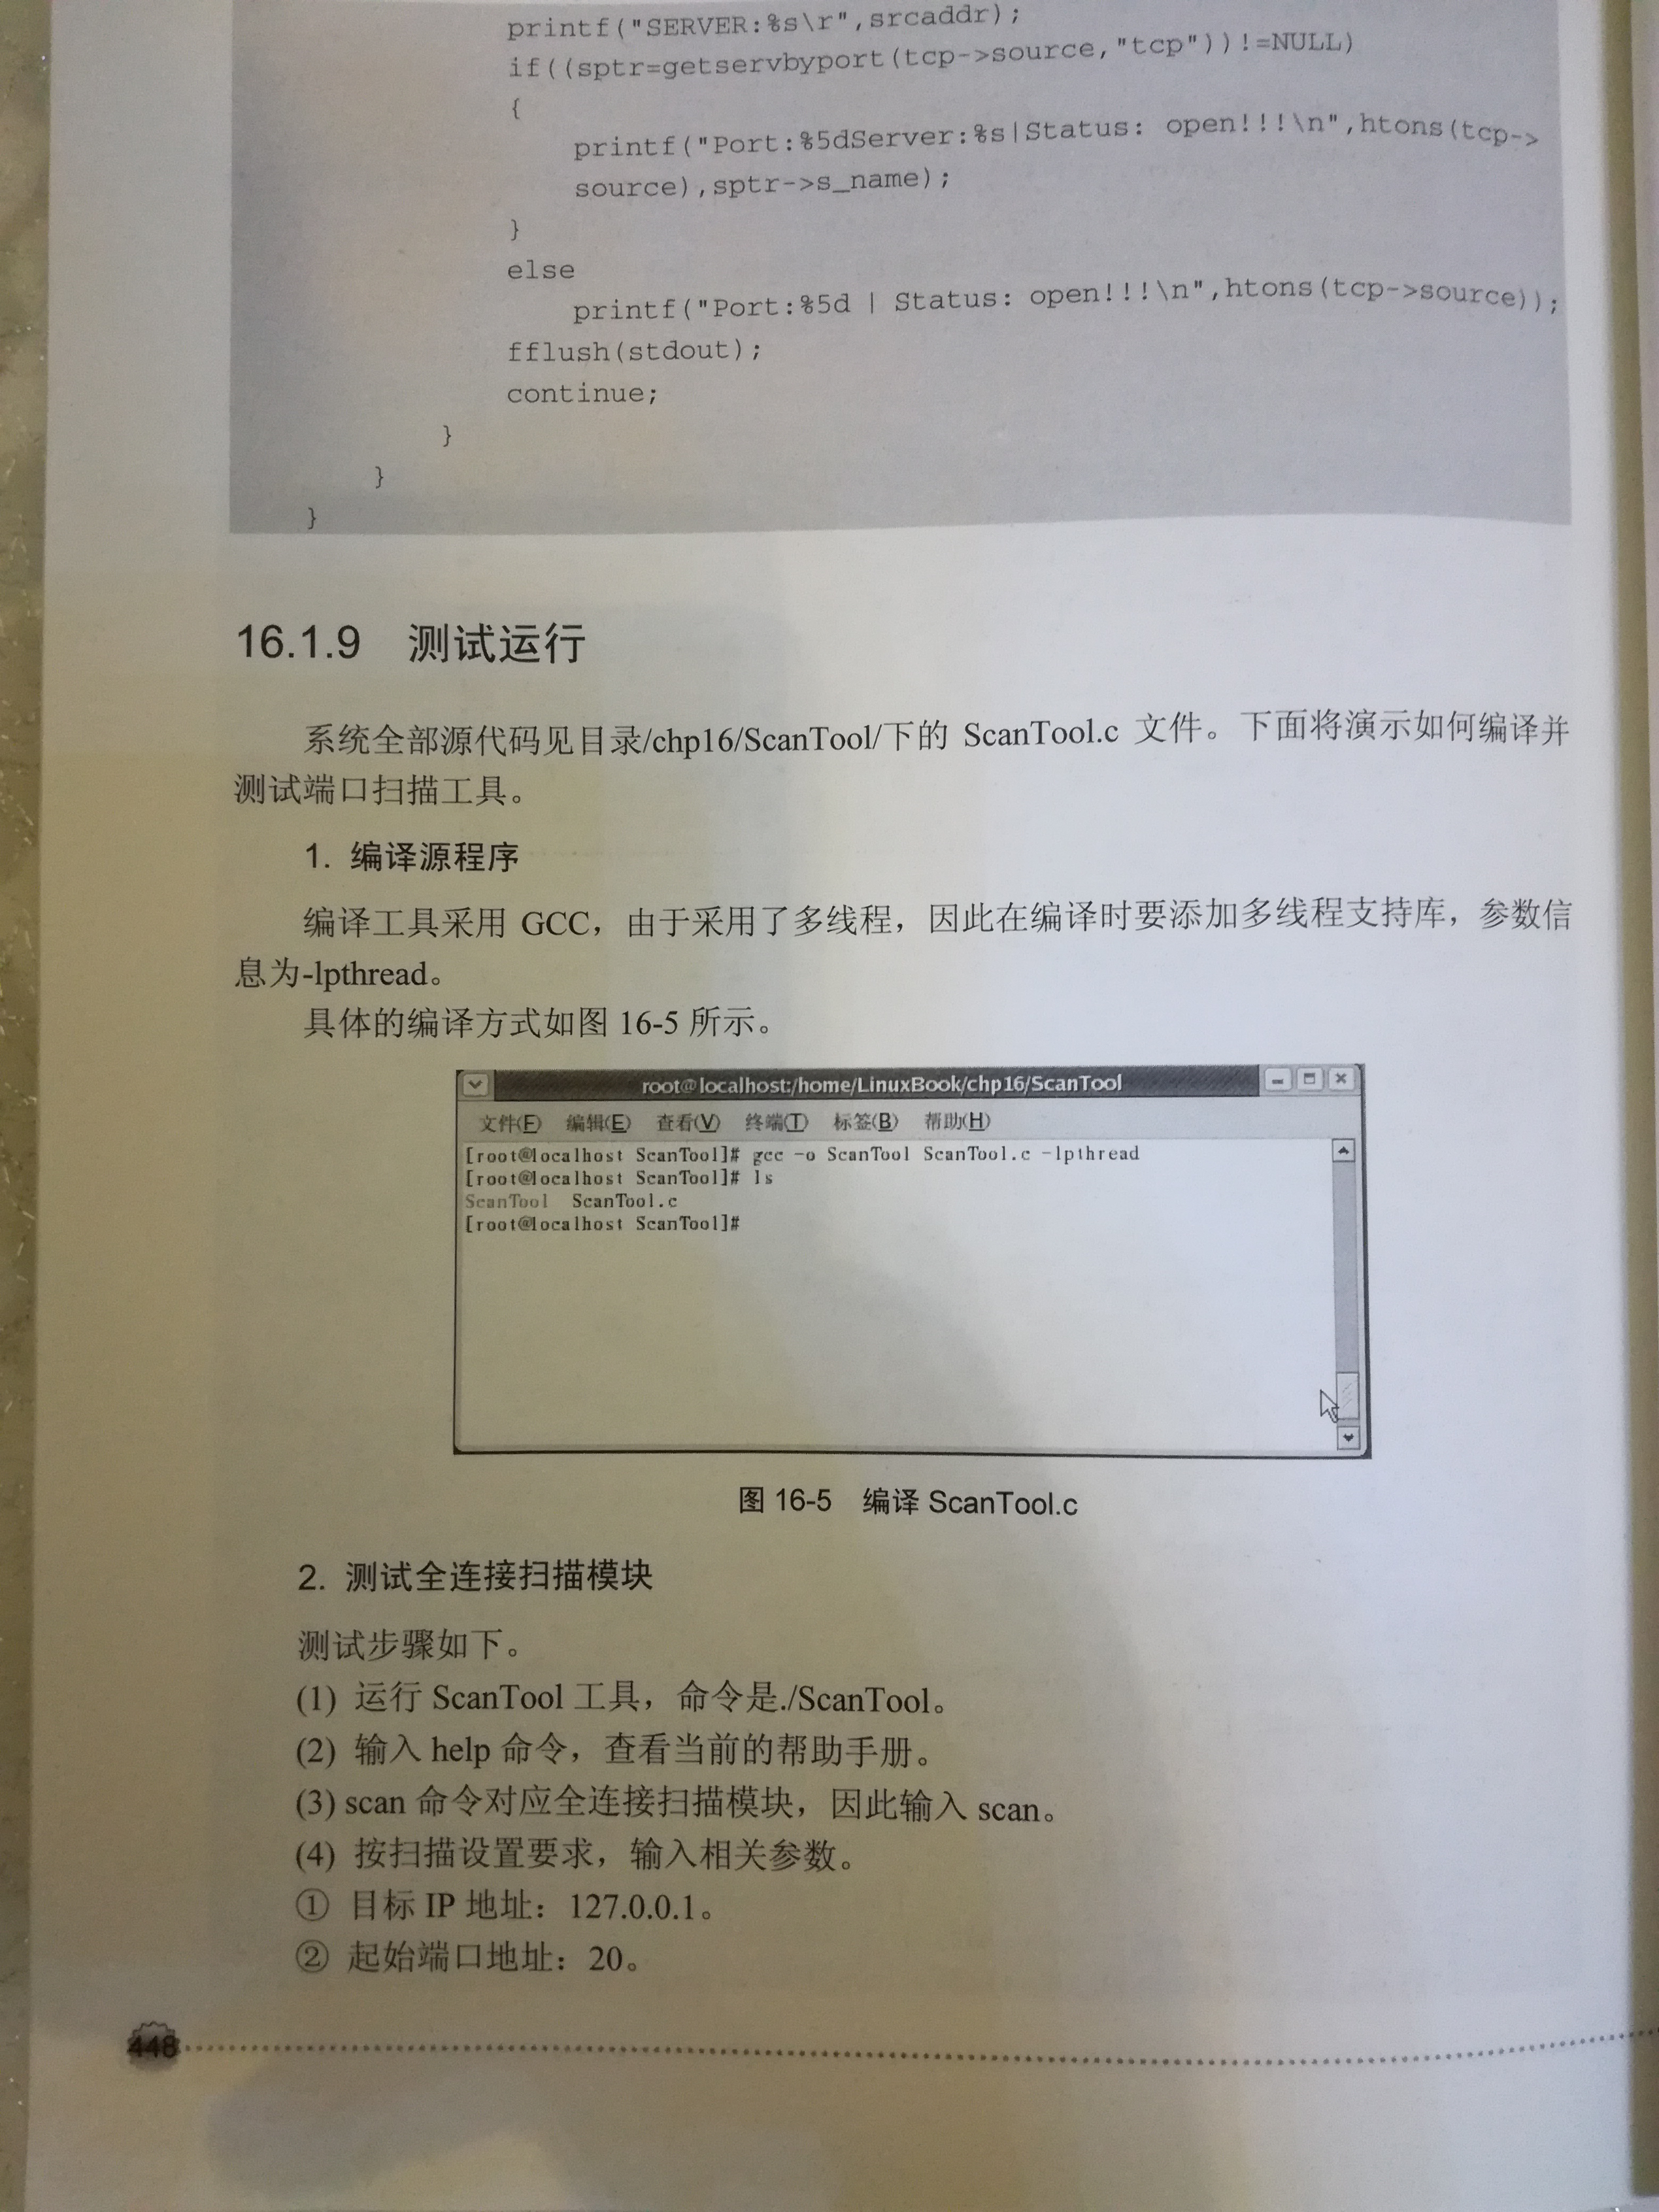 printf("SERVER:%s\r",srcaddr);
if((sptr=getservbyport(tcp->source,"tcp"))!=NULL)
{
printf("Port:%5dServer:%s|Status: open!!!\n",htons(tcp->
source),sptr->s_name);
}
else
printf("Port:%5d | Status: open!!!\n",htons(tcp->source));
fflush(stdout);
continue;
}
}
}
16.1.9 测试运行
系统全部源代码见目录/chp16/ScanTool/下的 ScanTool.c 文件。下面将演示如何编译并
测试端口扫描工具。
1. 编译源程序
编译工具采用 GCC，由于采用了多线程，因此在编译时要添加多线程支持库，参数信
息为-lpthread。
具体的编译方式如图 16-5 所示。
root@localhost:/home/LinuxBook/chp16/ScanTool
文件(F) 编辑(E) 查看(V) 终端(T) 标签(B) 帮助(H)
[root@localhost ScanTool]# gcc -o ScanTool ScanTool.c -lpthread
[root@localhost ScanTool]# ls
ScanTool ScanTool.c
[root@localhost ScanTool]#
图 16-5 编译 ScanTool.c
2. 测试全连接扫描模块
测试步骤如下。
(1) 运行 ScanTool 工具，命令是./ScanTool。
(2) 输入 help 命令，查看当前的帮助手册。
(3) scan 命令对应全连接扫描模块，因此输入 scan。
(4) 按扫描设置要求，输入相关参数。
① 目标 IP 地址：127.0.0.1。
② 起始端口地址：20。
448